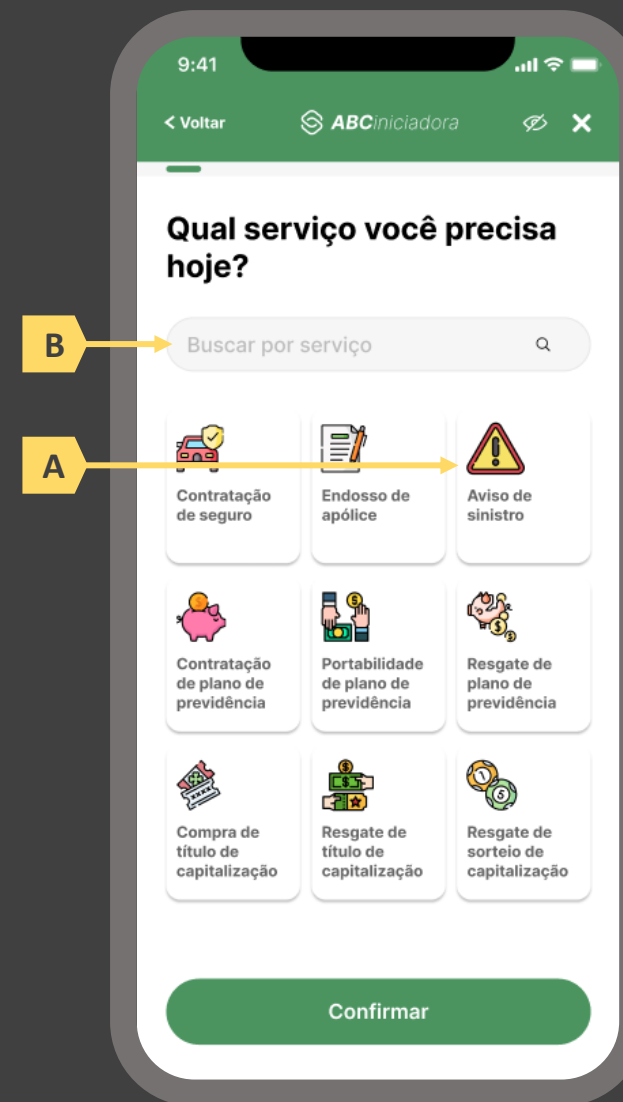 9:41
< Voltar
ABCiniciadora
Qual serviço você precisa
hoje?
B
Buscar por serviço
A
Contratação
de seguro
Endosso de
apólice
Aviso de
sinistro
Contratação
de plano de
previdência
Portabilidade
de plano de
previdência
Resgate de
plano de
previdência
Compra de
título de
capitalização
Resgate de
título de
capitalização
Resgate de
sorteio de
capitalização
Confirmar